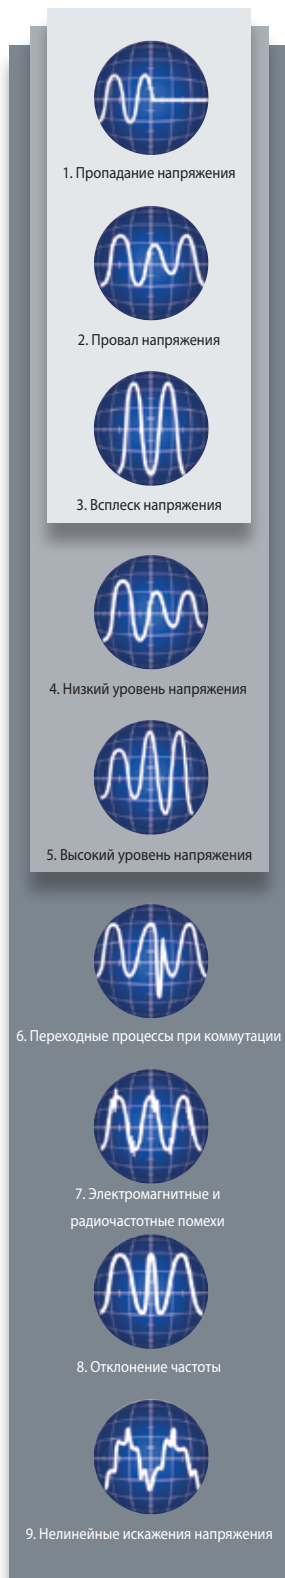 1. Пропадание напряжения
2. Провал напряжения
3. Всплеск напряжения
4. Низкий уровень напряжения
5. Высокий уровень напряжения
6. Переходные процессы при коммутации
7. Электромагнитные и
радиочастотные помехи
8. Отклонение частоты
9. Нелинейные искажения напряжения